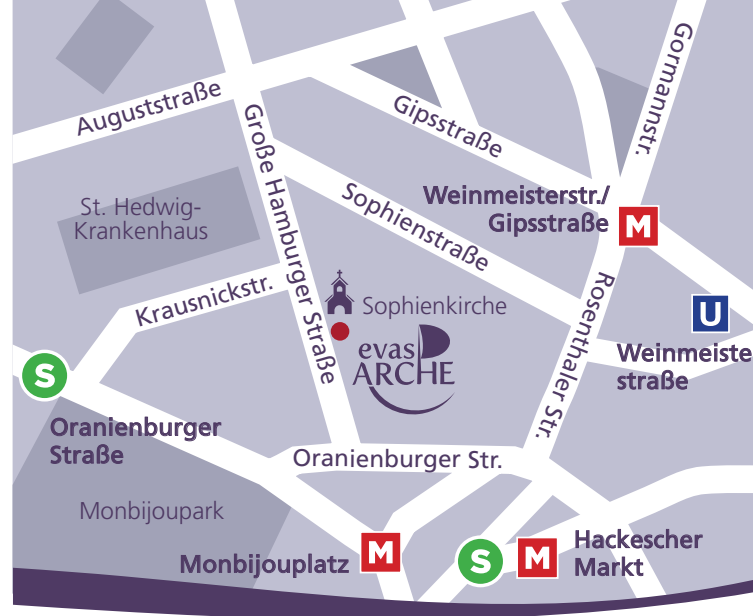 Auguststraße
Große Hamburger Straße
Gipsstraße
Gormannstr.
Sophienstraße
Weinmeisterstr./
Gipsstraße
M
St. Hedwig-
Krankenhaus
Krausnickstr.
Sophienkirche
evas
ARCHE
Rosenthaler Str.
U
Weinmeiste
straße
S
Oranienburger
Straße
Oranienburger Str.
Monbijoupark
Monbijouplatz
M
S
M
Hackescher
Markt